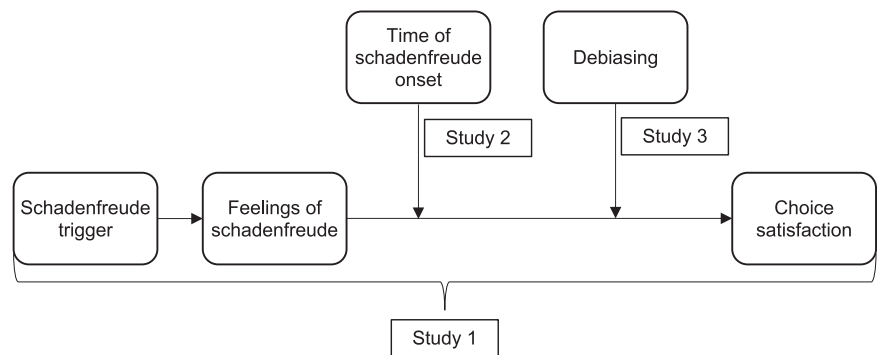 Time of
schadenfreude
onset
Debiasing
Study 2
Study 3
Schadenfreude
trigger
Feelings of
schadenfreude
Choice
satisfaction
Study 1